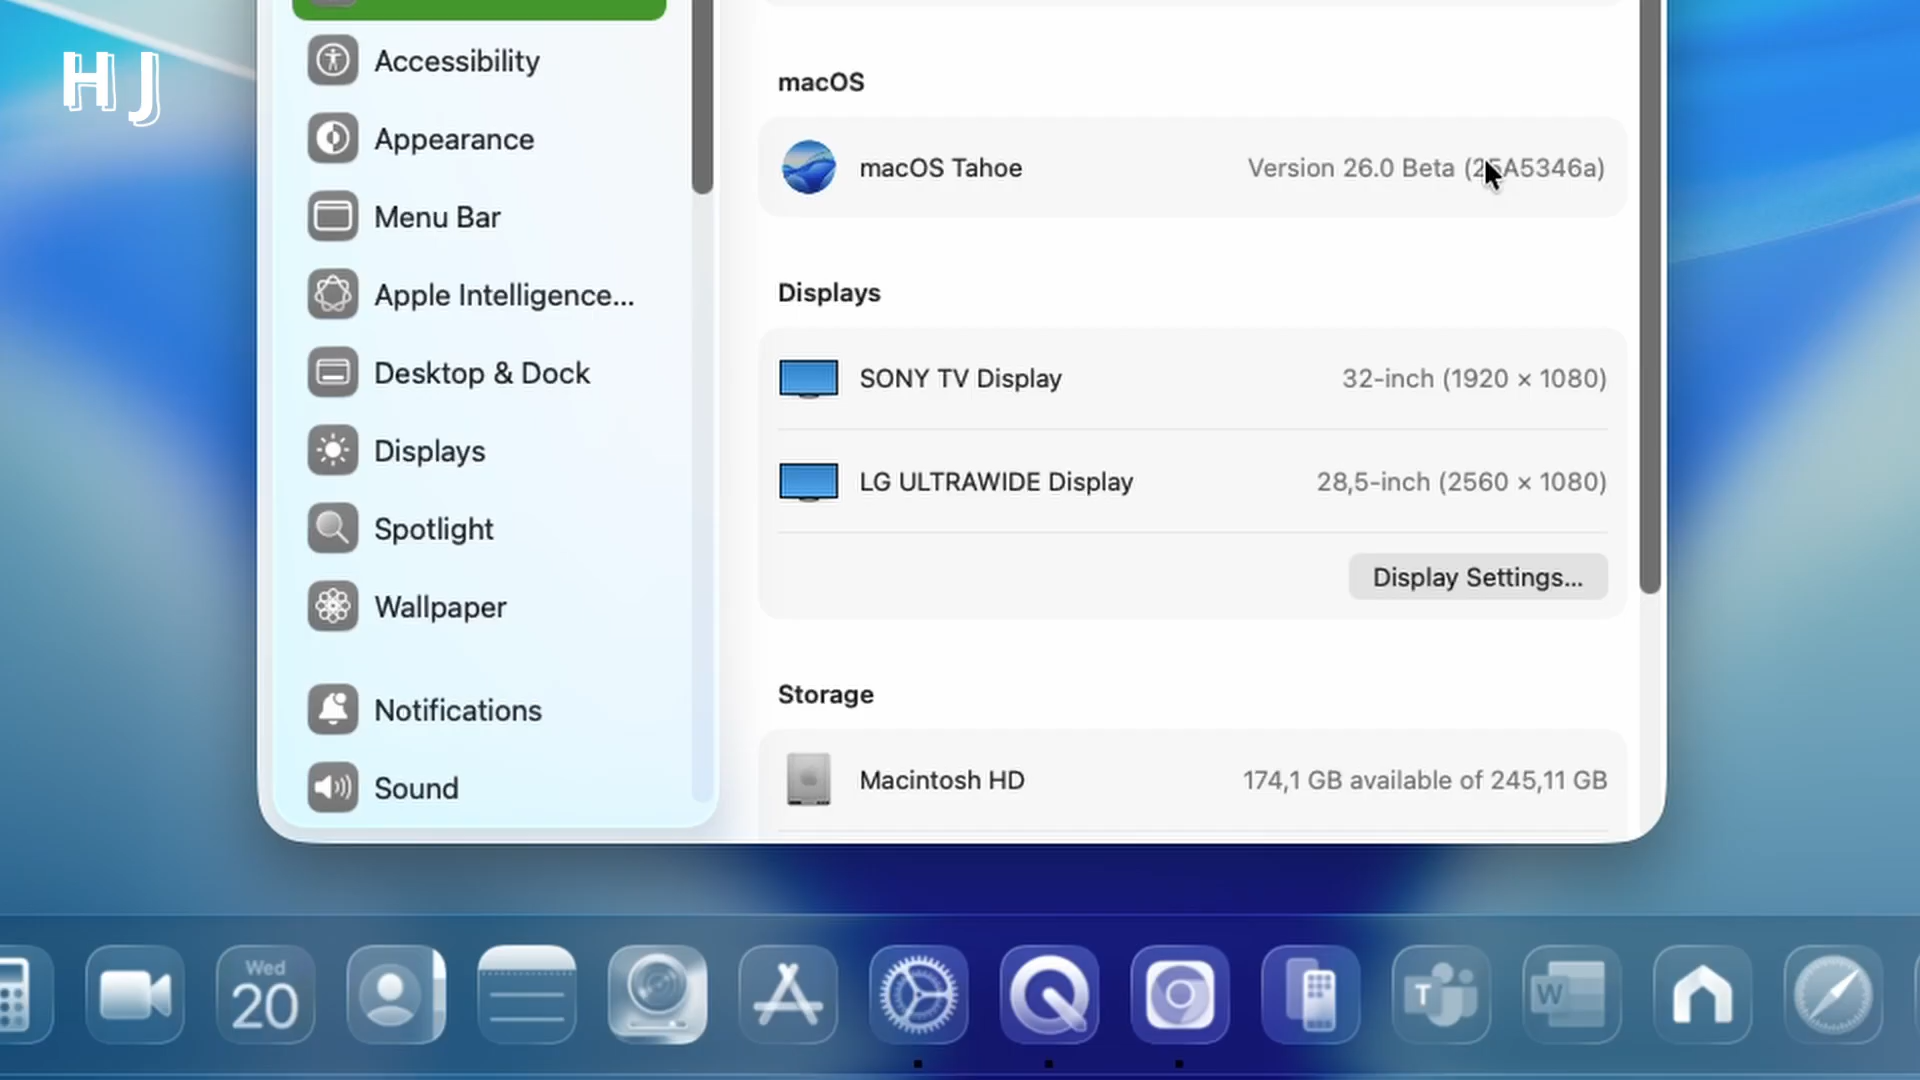 HJ
Accessibility
Appearance
Menu Bar
Apple Intelligence...
Desktop & Dock
Displays
Spotlight
Wallpaper
Notifications
Sound
macOS
macOS Tahoe
Version 26.0 Beta (25A5346a)
Displays
SONY TV Display
32-inch (1920 × 1080)
LG ULTRAWIDE Display
28,5-inch (2560 × 1080)
Display Settings...
Storage
Macintosh HD
174,1 GB available of 245,11 GB
Wed
20
T
W